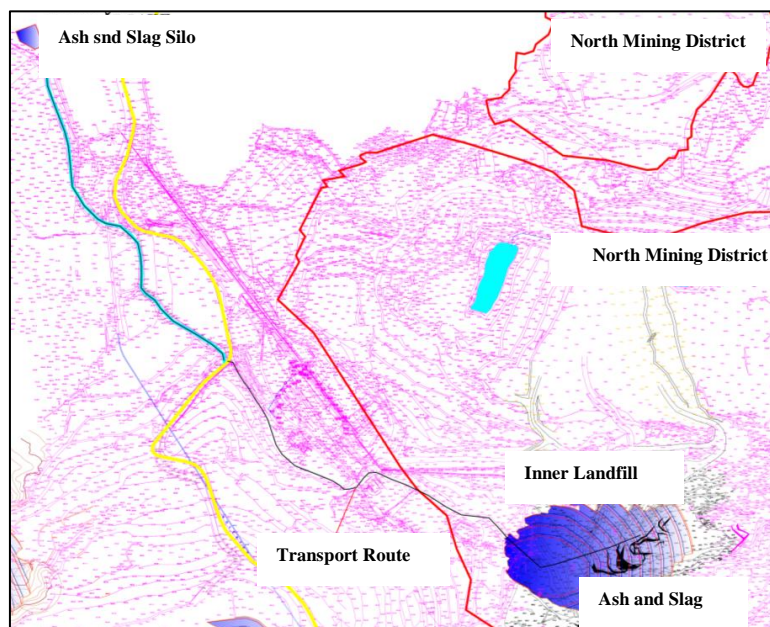 Ash snd Slag Silo
North Mining District
North Mining District
Inner Landfill
Transport Route
Ash and Slag